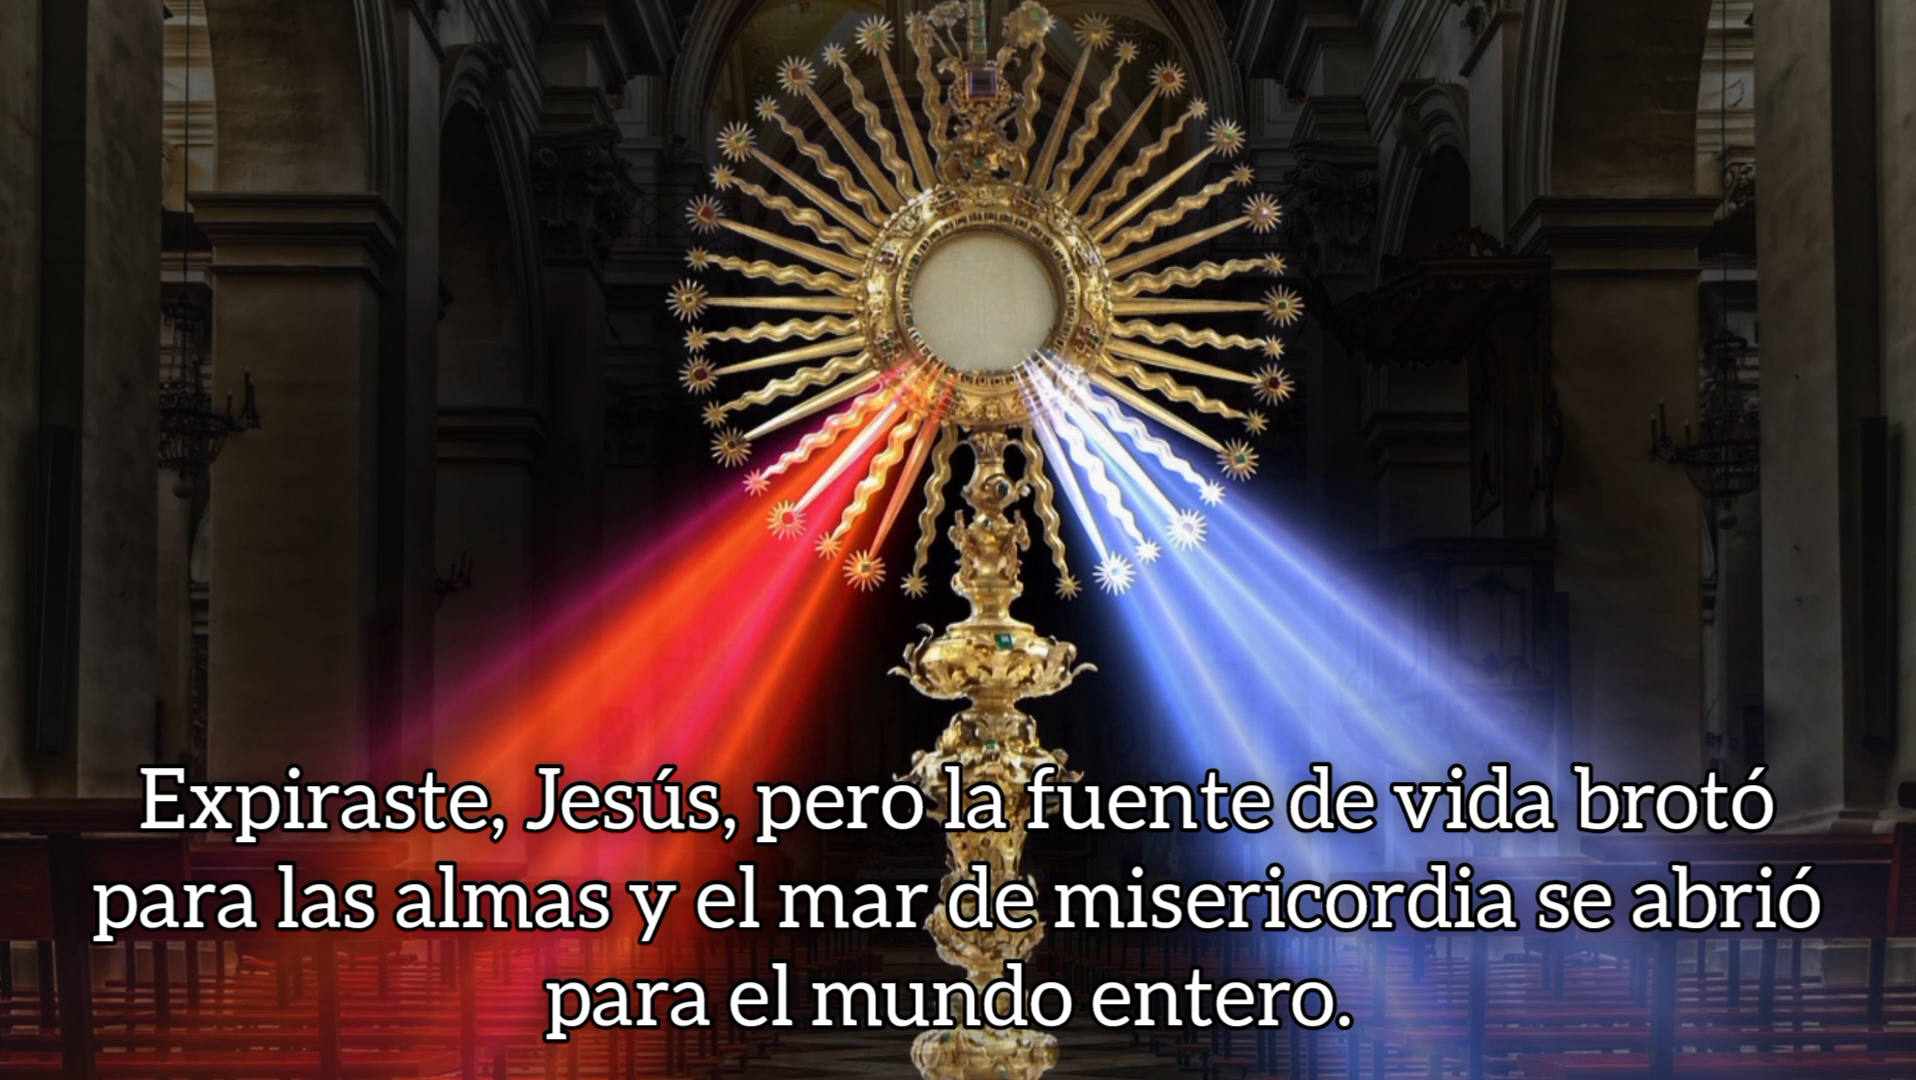 Expiraste, Jesús, pero la fuente de vida brotó
para las almas y el mar de misericordia se abrió
para el mundo entero.